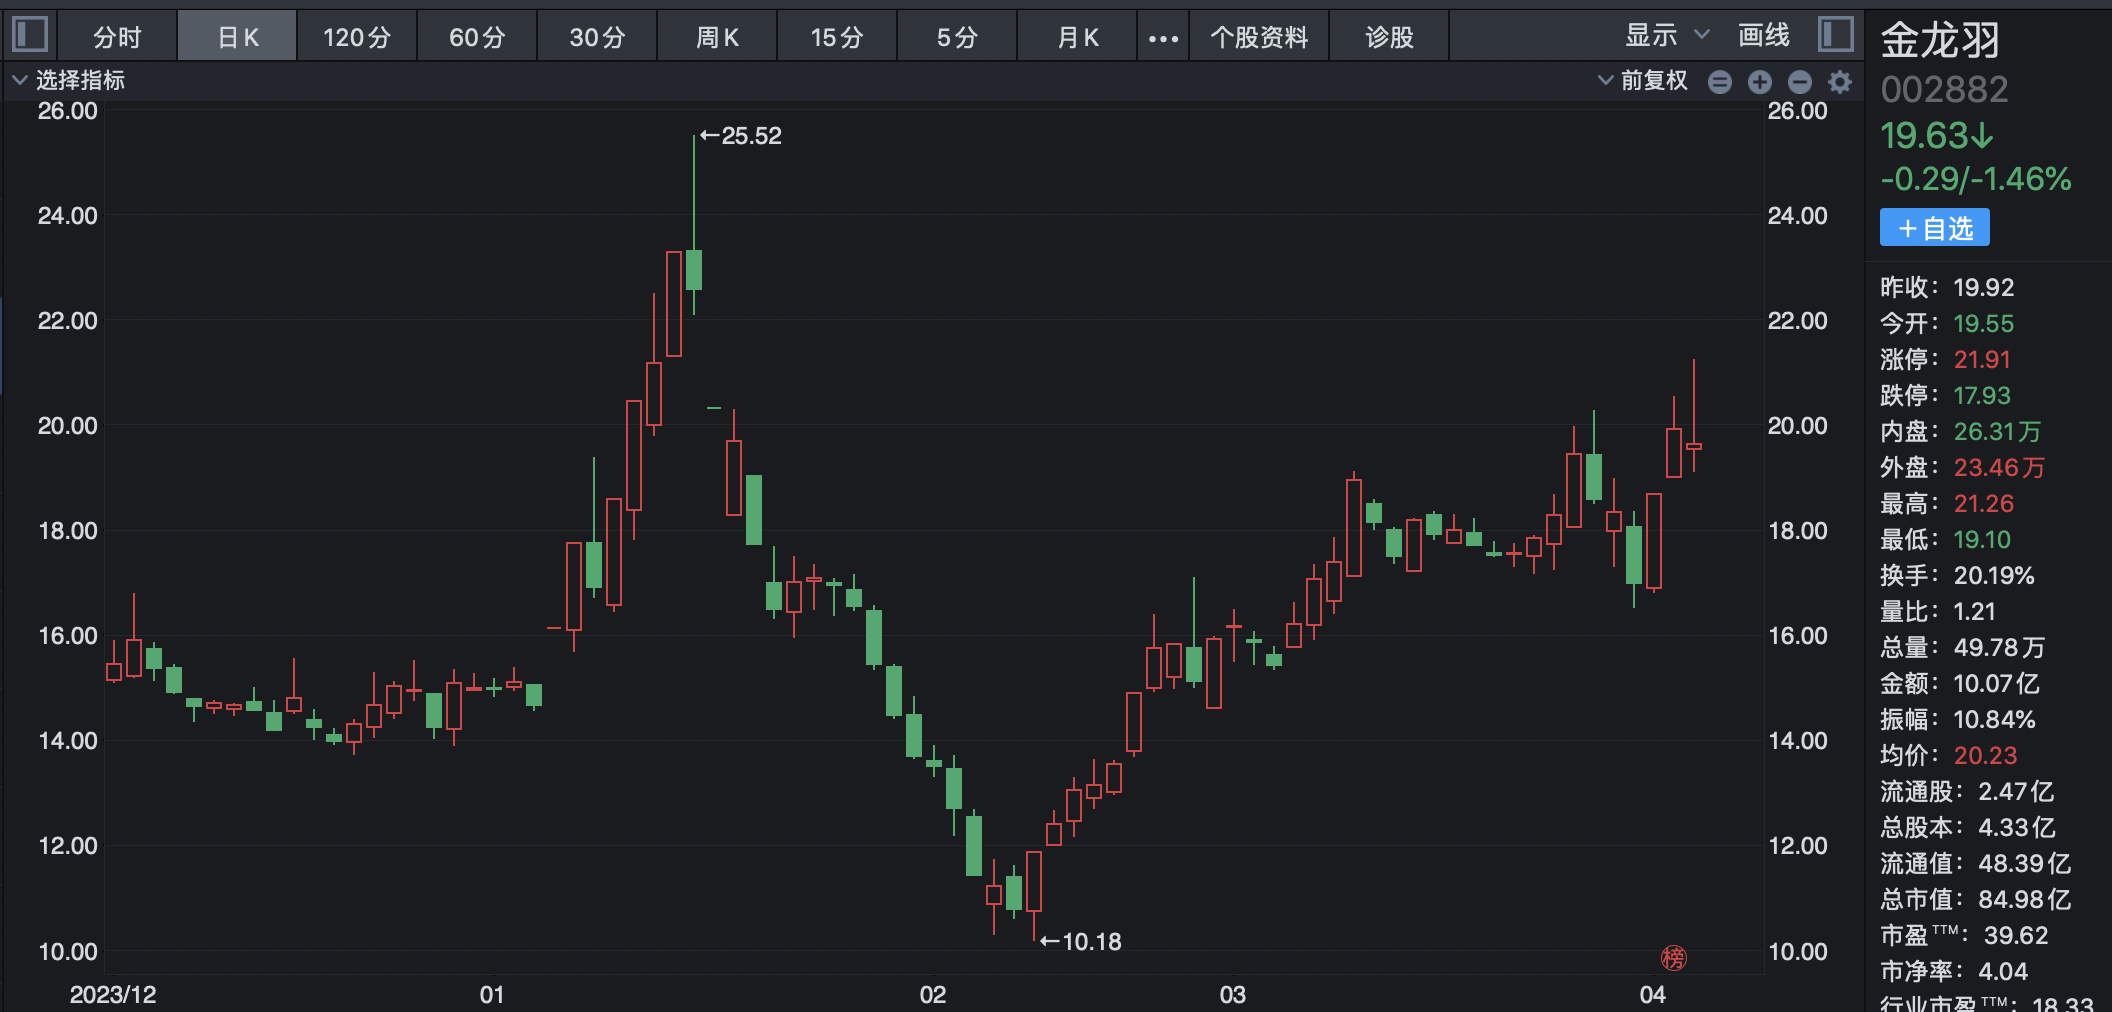 分时 日K 120分 60分 30分 周K 15分 5分 月K ••• 个股资料 诊股 显示 画线
选择指标 前复权
26.00 26.00
←25.52
24.00 24.00
22.00 22.00
20.00 20.00
18.00 18.00
16.00 16.00
14.00 14.00
12.00 12.00
←10.18
10.00 10.00
榜
2023/12 01 02 03 04
金龙羽
002882
19.63↓
-0.29/-1.46%
+自选
昨收: 19.92
今开: 19.55
涨停: 21.91
跌停: 17.93
内盘: 26.31万
外盘: 23.46万
最高: 21.26
最低: 19.10
换手: 20.19%
量比: 1.21
总量: 49.78万
金额: 10.07亿
振幅: 10.84%
均价: 20.23
流通股: 2.47亿
总股本: 4.33亿
流通值: 48.39亿
总市值: 84.98亿
市盈™: 39.62
市净率: 4.04
行业市盈™: 18.33